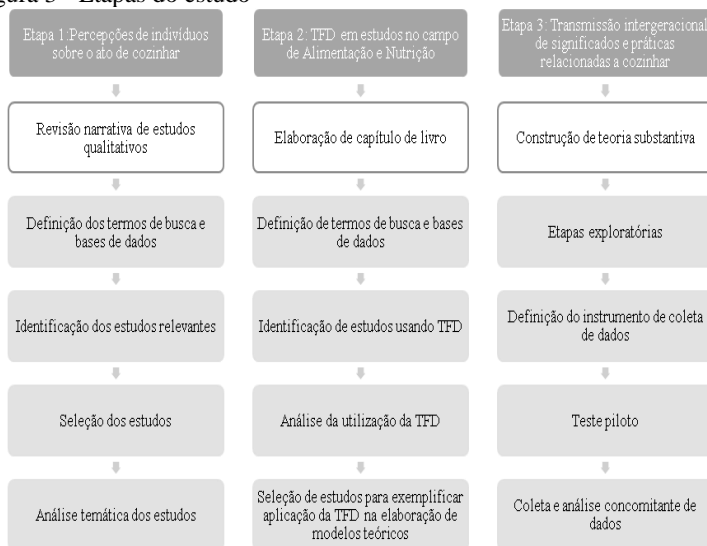 gura 3 - Etapas do estudo
Etapa 1:Percepções de indivíduos
sobre o ato de cozinhar
Revisão narrativa de estudos
qualitativos
Definição dos termos de busca e
bases de dados
Identificação dos estudos relevantes
Seleção dos estudos
Análise temática dos estudos
Etapa 2: TFD em estudos no campo
de Alimentação e Nutrição
Elaboração de capítulo de livro
Definição de termos de busca e bases
de dados
Identificação de estudos usando TFD
Análise da utilização da TFD
Seleção de estudos para exemplificar
aplicação da TFD na elaboração de
modelos teóricos
Etapa 3: Transmissão intergeracional
de significados e práticas
relacionadas a cozinhar
Construção de teoria substantiva
Etapas exploratórias
Definição do instrumento de coleta
de dados
Teste piloto
Coleta e análise concomitante de
dados